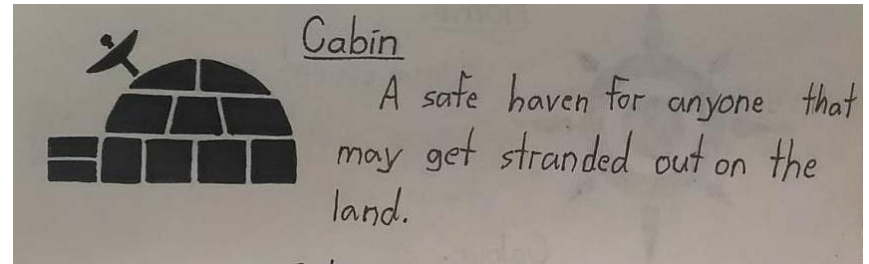 Cabin
A safe haven for anyone that
may get stranded out on the
land.